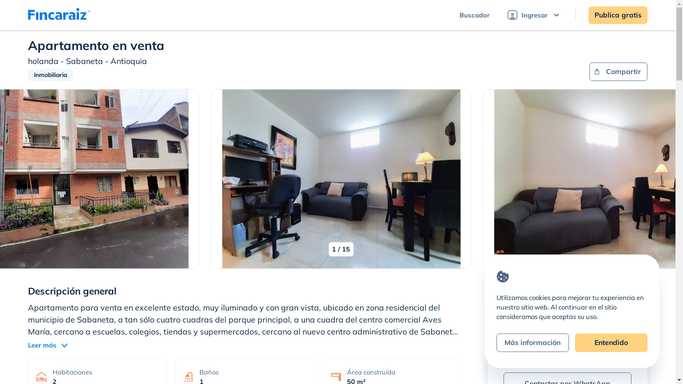 Fincaraiz
Buscador
Ingresar
Publica gratis
Apartamento en venta
holanda - Sabaneta - Antioquia
Inmobiliaria
Compartir
1 / 15
Descripción general
Apartamento para venta en excelente estado, muy iluminado y con gran vista, ubicado en zona residencial del
municipio de Sabaneta, a tan sólo cuatro cuadras del parque principal, a una cuadra del centro comercial Aves
María, cercano a escuelas, colegios, tiendas y supermercados, cercano al nuevo centro administrativo de Sabanet...
Leer más
Habitaciones
2
Baños
1
Área construida
50 m²
Utilizamos cookies para mejorar tu experiencia en
nuestro sitio web. Al continuar en el sitio
consideramos que aceptas su uso.
Más información
Entendido
Contactar por WhatsApp